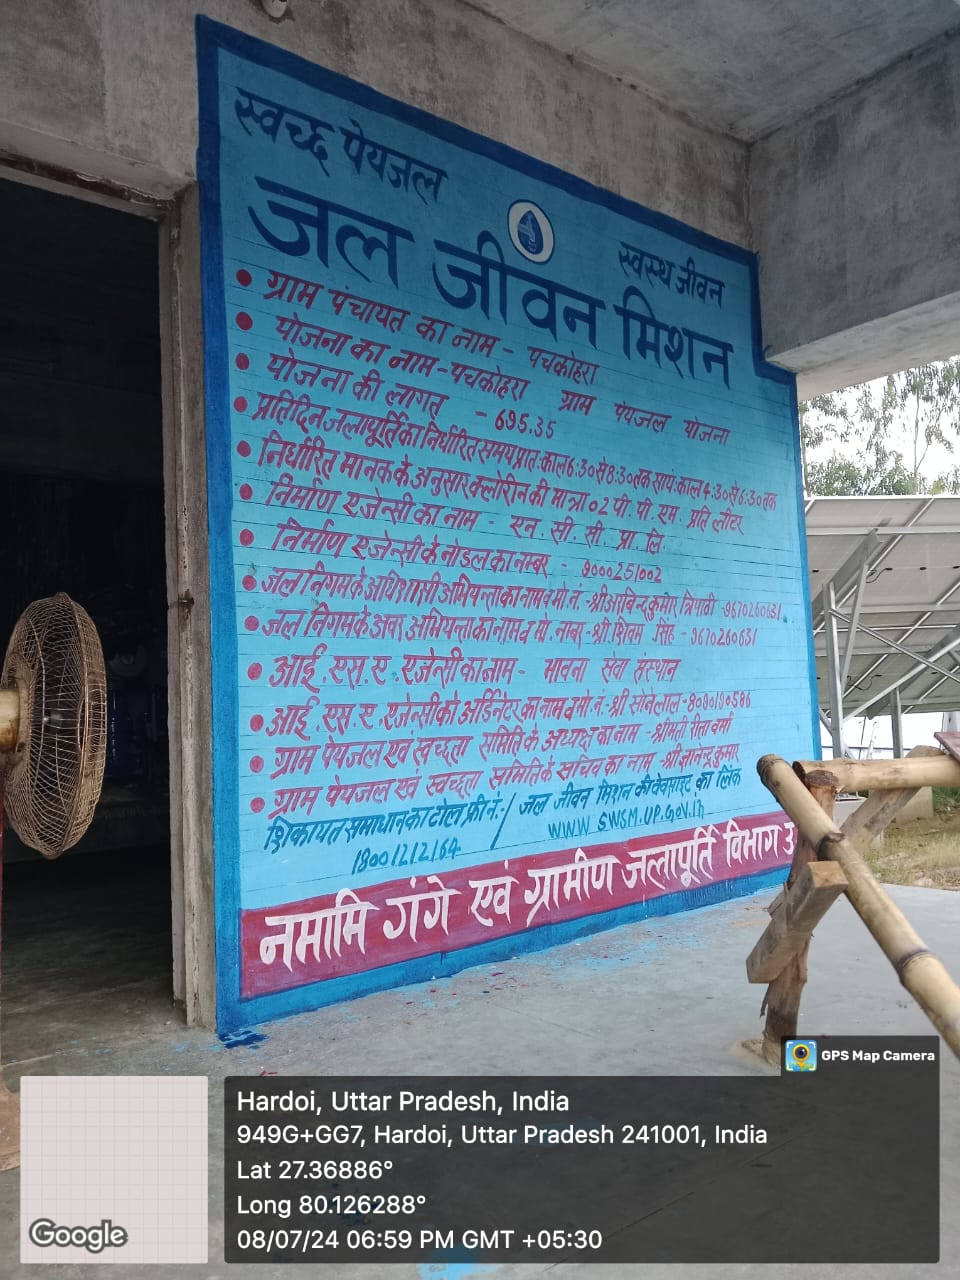 स्वच्छ पेयजल
स्वस्थ जीवन
जल जीवन मिशन
• ग्राम पंचायत का नाम - पचकोहरा
• योजना का नाम - पचकोहरा ग्राम पेयजल योजना
• योजना की लागत - 695.35
• प्रतिदिन जलापूर्ति का निर्धारित समय प्रातः काल 6:30 से 8:30 तक सायं काल 4:30 से 6:30 तक
• निर्धारित मानक के अनुसार क्लोरिन की मात्रा 02 पी. पी. एम. प्रति लीटर
• निर्माण एजेन्सी का नाम - एन. सी. सी. प्रा. लि.
• निर्माण एजेन्सी के नोडल का नम्बर - 9000251002
• जल निगम के अधिशासी अभियन्ता का नाम व मो. नं. - श्री अरविन्द कुमार त्रिपाठी - 9670260631
• जल निगम के अवर अभियन्ता का नाम व मो. नाम्बर - श्री शिवम सिंह - 9670260631
• आई. एस. ए. एजेन्सी का नाम - भावना सेवा संस्थान
• आई. एस. ए. एजेन्सी को आर्डिनेटर का नाम व मो. नं. - श्री सोनेलाल -
• ग्राम पेयजल एवं स्वच्छता समिति के अध्यक्ष का नाम - श्रीमती रीता वर्मा
• ग्राम पेयजल एवं स्वच्छता समिति के सचिव का नाम - श्री ज्ञानेन्द्र कुमार
शिकायत समाधान का टोल फ्री नं:- / जल जीवन मिशन की वेबसाइट का लिंक
18001212164 www SWSM.UP.GOV.In
नमामि गंगे एवं ग्रामीण जलापूर्ति विभाग उ
GPS Map Camera
Hardoi, Uttar Pradesh, India
949G+GG7, Hardoi, Uttar Pradesh 241001, India
Lat 27.36886°
Long 80.126288°
08/07/24 06:59 PM GMT +05:30
Google